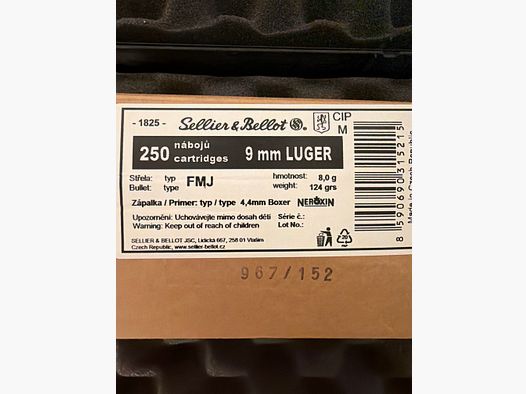 - 1825 -
Sellier & Bellot
CIP
M
250 nábojů cartridges 9 mm LUGER
Střela: typ FMJ hmotnost: 8,0 g
Bullet: type weight: 124 grs
Zápalka / Primer: typ / type 4,4mm Boxer NEROXIN
Upozornění: Uchovávejte mimo dosah dětí Série č.:
Warning: Keep out of reach of children Lot No.:
SELLIER & BELLOT JSC, Lidická 667, 258 01 Vlašim
Czech Republic, www.sellier-bellot.cz
8 590690 315215
Made in Czech Republic
967/152